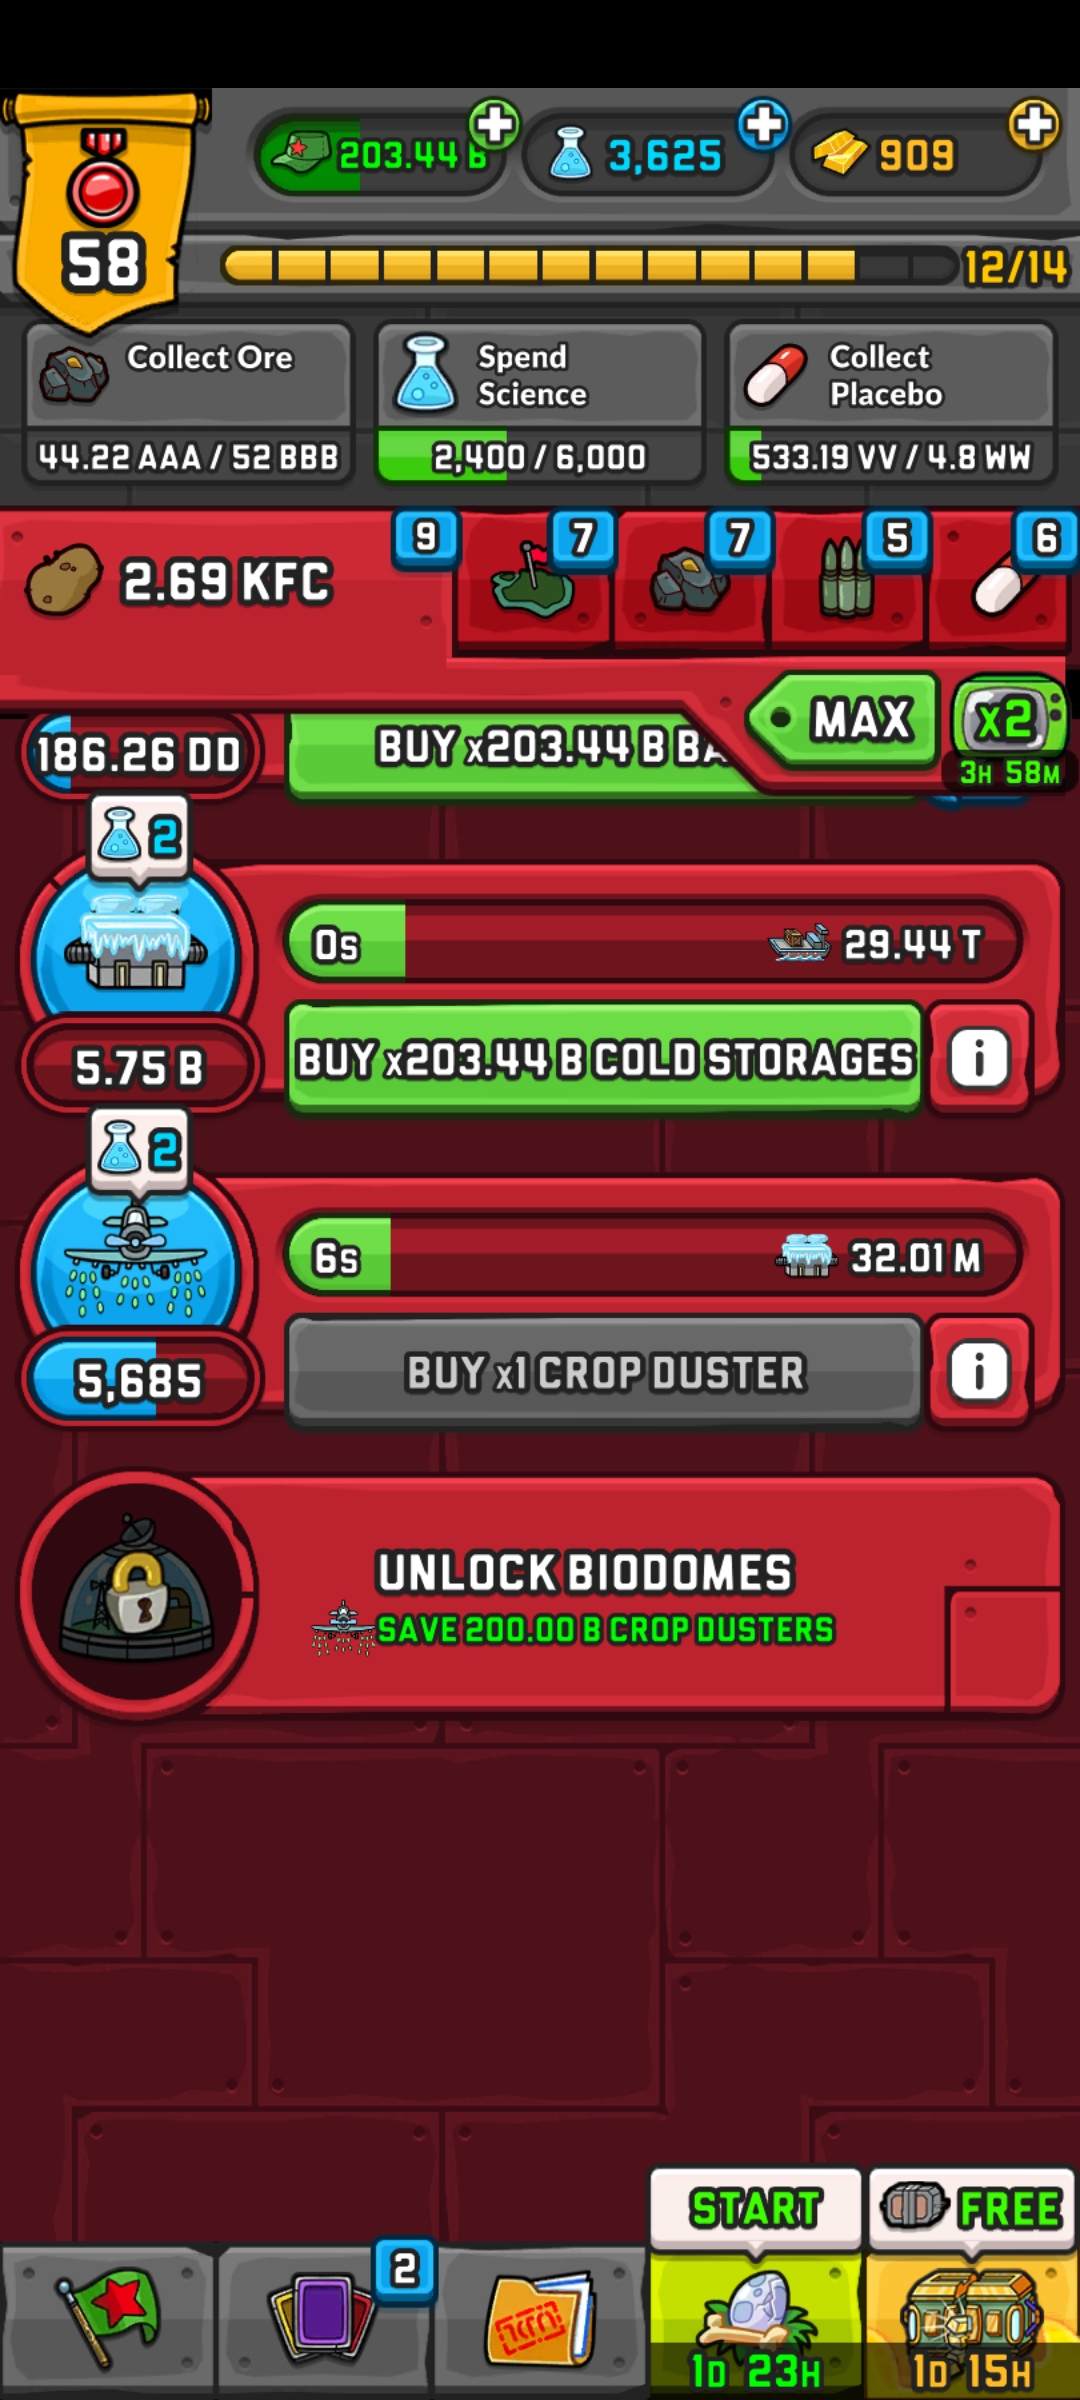 203.44 B
3,625
909
58
12/14
Collect Ore
44.22 AAA / 52 BBB
Spend
Science
2,400 / 6,000
Collect
Placebo
533.19 VV / 4.8 WW
2.69 KFC
9
7
7
5
6
MAX
x2
3H 58M
186.26 DD
BUY x203.44 B BA
2
0s
29.44 T
5.75 B
BUY x203.44 B COLD STORAGES
i
2
6s
32.01 M
5,685
BUY x1 CROP DUSTER
i
UNLOCK BIODOMES
SAVE 200.00 B CROP DUSTERS
START
FREE
2
1D 23H
1D 15H